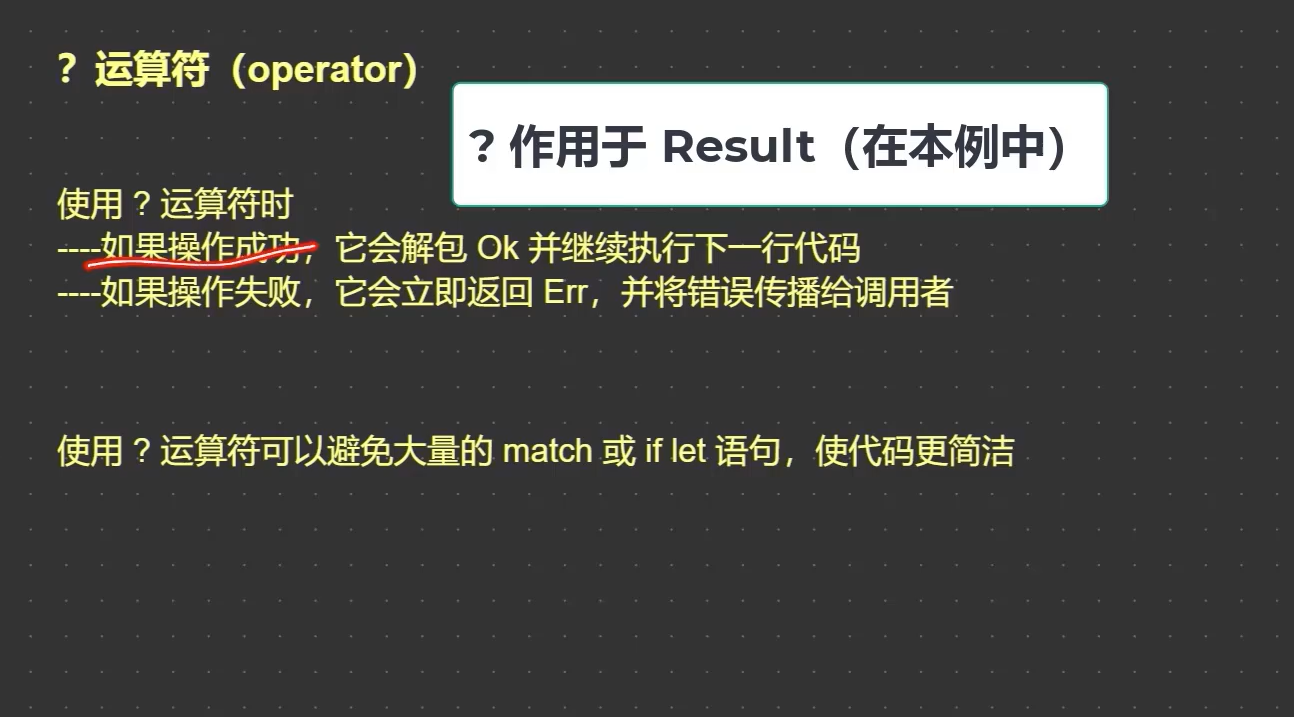 ? 运算符（operator）
? 作用于 Result（在本例中）
使用 ? 运算符时
----如果操作成功，它会解包 Ok 并继续执行下一行代码
----如果操作失败，它会立即返回 Err，并将错误传播给调用者
使用 ? 运算符可以避免大量的 match 或 if let 语句，使代码更简洁